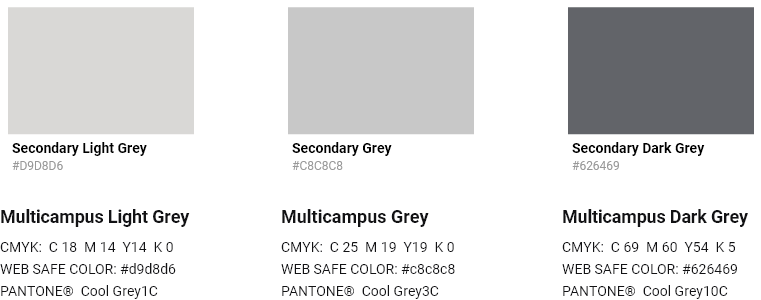 Secondary Light Grey
#D9D8D6
Secondary Grey
#C8C8C8
Secondary Dark Grey
#626469
Multicampus Light Grey
CMYK: C 18 M 14 Y14 K 0
WEB SAFE COLOR: #d9d8d6
PANTONE® Cool Grey1C
Multicampus Grey
CMYK: C 25 M 19 Y19 K 0
WEB SAFE COLOR: #c8c8c8
PANTONE® Cool Grey3C
Multicampus Dark Grey
CMYK: C 69 M 60 Y54 K 5
WEB SAFE COLOR: #626469
PANTONE® Cool Grey10C